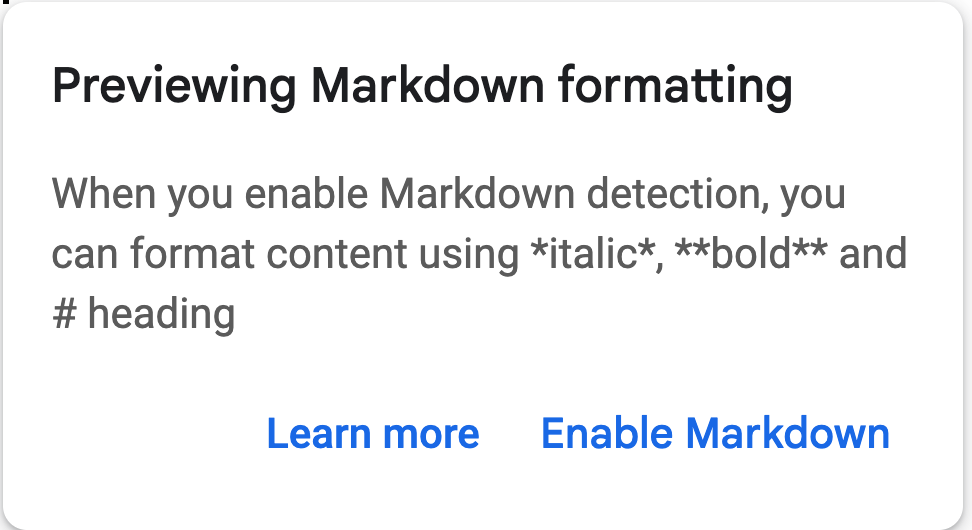 Previewing Markdown formatting
When you enable Markdown detection, you
can format content using *italic*, **bold** and
# heading
Learn more Enable Markdown